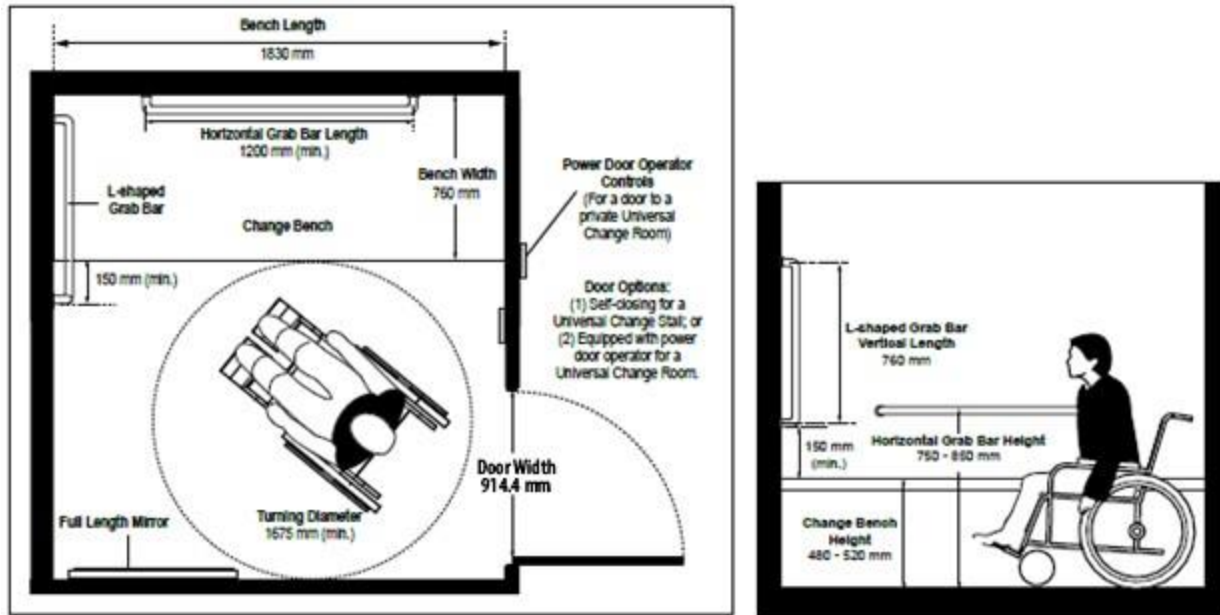 Bench Length
1830 mm
Horizontal Grab Bar Length
1200 mm (min.)
Bench Width
760 mm
L-shaped
Grab Bar
Change Bench
150 mm (min.)
Power Door Operator
Controls
(For a door to a
private Universal
Change Room)
Door Options:
(1) Self-closing for a
Universal Change Stall; or
(2) Equipped with power
door operator for a
Universal Change Room.
Door Width
914.4 mm
Full Length Mirror
Turning Diameter
1675 mm (min.)
L-shaped Grab Bar
Vertical Length
760 mm
150 mm
(min.)
Horizontal Grab Bar Height
750 - 850 mm
Change Bench
Height
480 - 520 mm